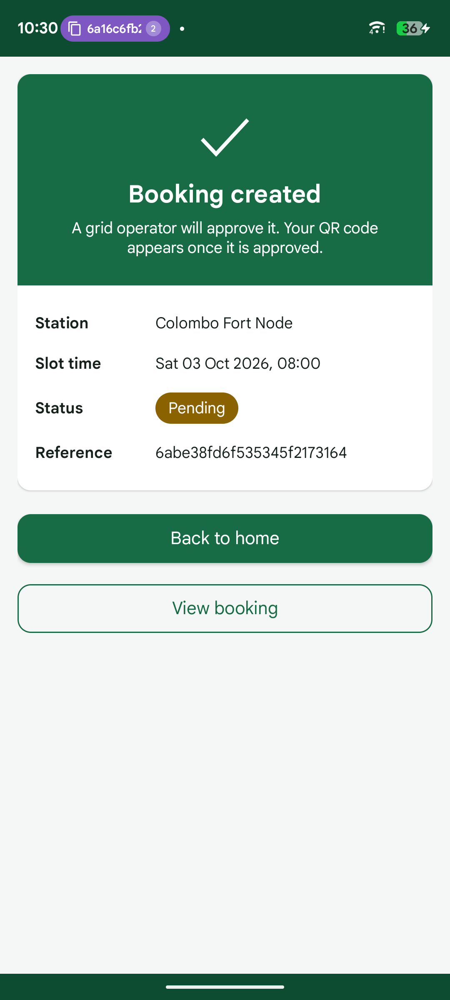 10:30
6a16c6fb
2
4
36
Booking created
A grid operator will approve it. Your QR code
appears once it is approved.
Station Colombo Fort Node
Slot time Sat 03 Oct 2026, 08:00
Status Pending
Reference 6abe38fd6f535345f2173164
Back to home
View booking